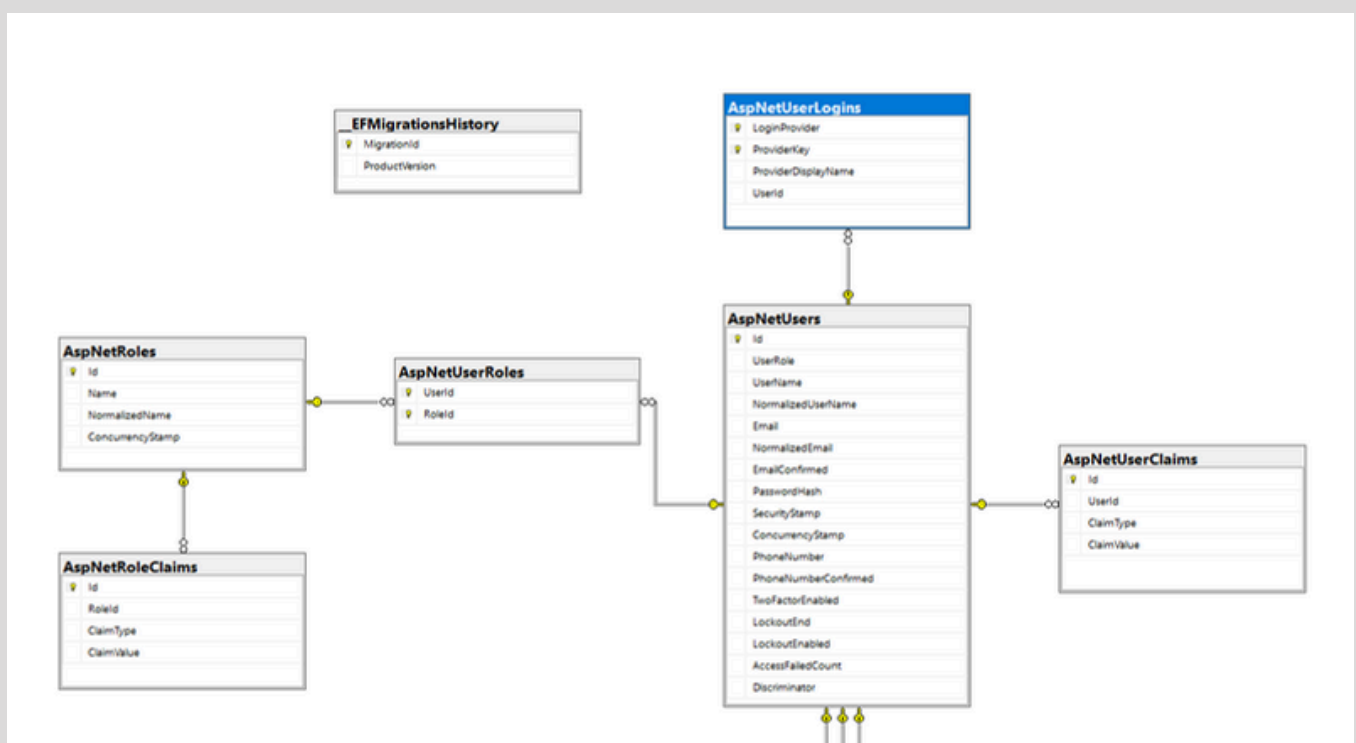 __EFMigrationsHistory
MigrationId
ProductVersion
AspNetUserLogins
LoginProvider
ProviderKey
ProviderDisplayName
UserId
AspNetRoles
Id
Name
NormalizedName
ConcurrencyStamp
AspNetUserRoles
UserId
RoleId
AspNetUsers
Id
UserRole
UserName
NormalizedUserName
Email
NormalizedEmail
EmailConfirmed
PasswordHash
SecurityStamp
ConcurrencyStamp
PhoneNumber
PhoneNumberConfirmed
TwoFactorEnabled
LockoutEnd
LockoutEnabled
AccessFailedCount
Discriminator
AspNetUserClaims
Id
UserId
ClaimType
ClaimValue
AspNetRoleClaims
Id
RoleId
ClaimType
ClaimValue